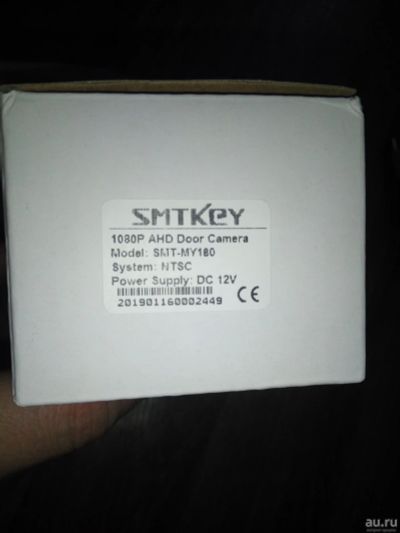 SMTKEY
1080P AHD Door Camera
Model: SMT-MY180
System: NTSC
Power Supply: DC 12V
201901160002449
CE
au.ru